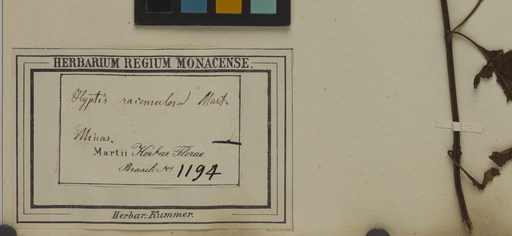 HERBARIUM REGIUM MONACENSE.
Hyptis racemulosa Mart.
Minas.
Martii Herbar. Florae
Brasil. No 1194
Herbar. Kummer.